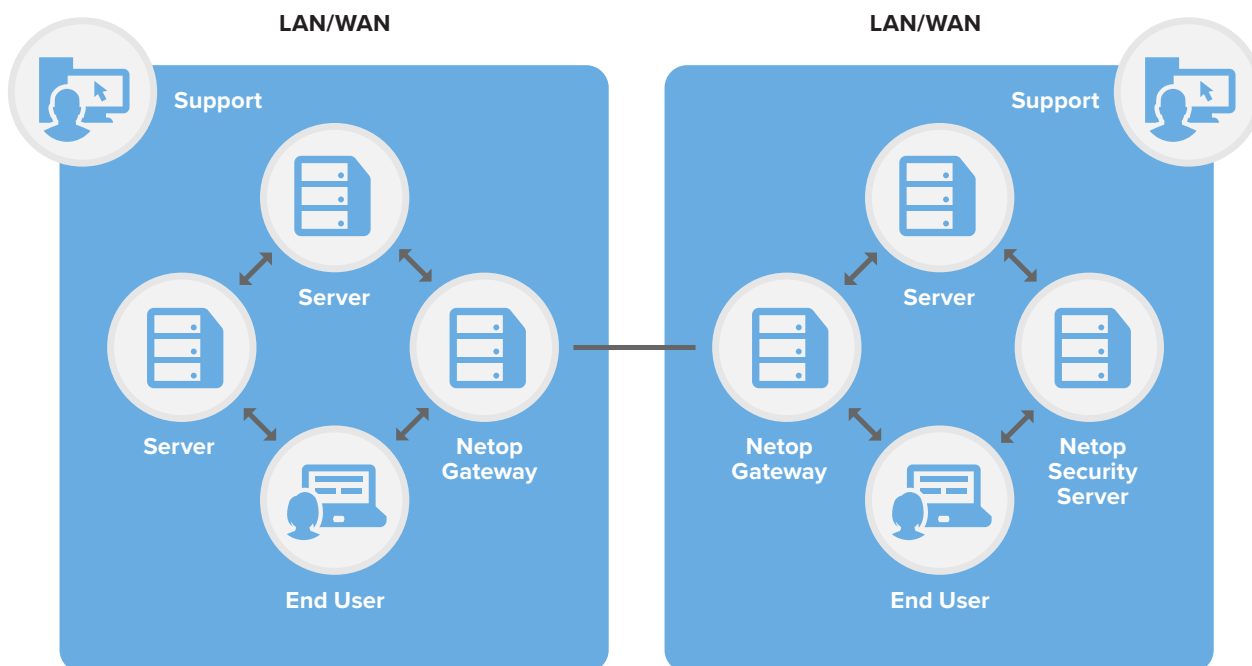 LAN/WAN
Support
Server
Server
Netop
Gateway
End User
LAN/WAN
Support
Server
Netop
Gateway
Netop
Security
Server
End User